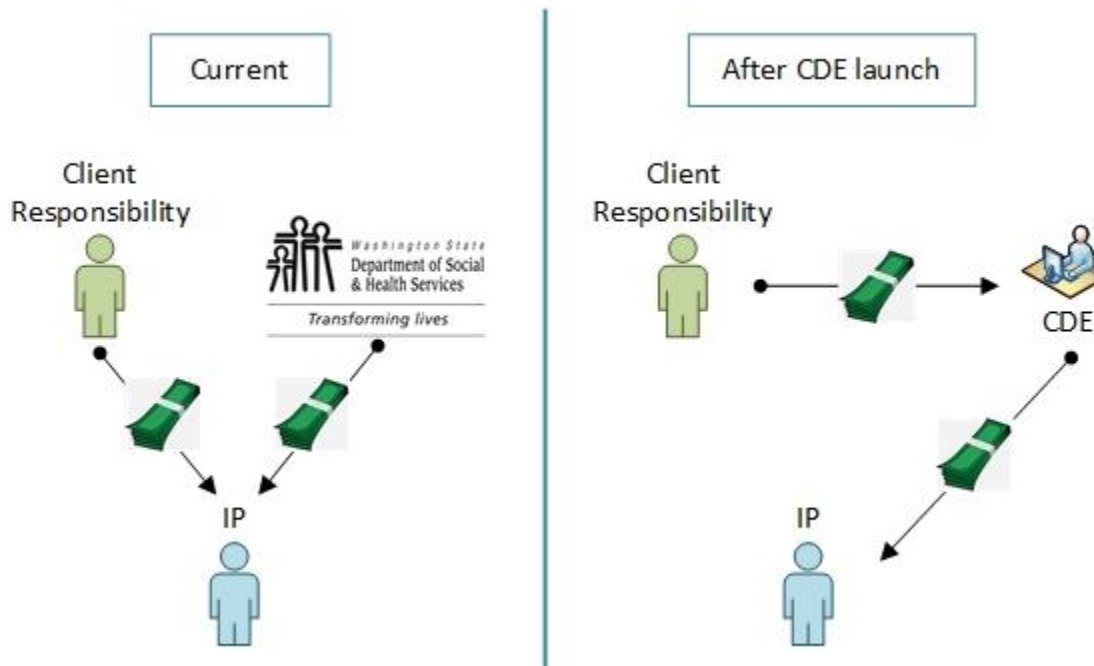 Current
Client
Responsibility
Washington State
Department of Social
& Health Services
Transforming lives
IP
After CDE launch
Client
Responsibility
CDE
IP